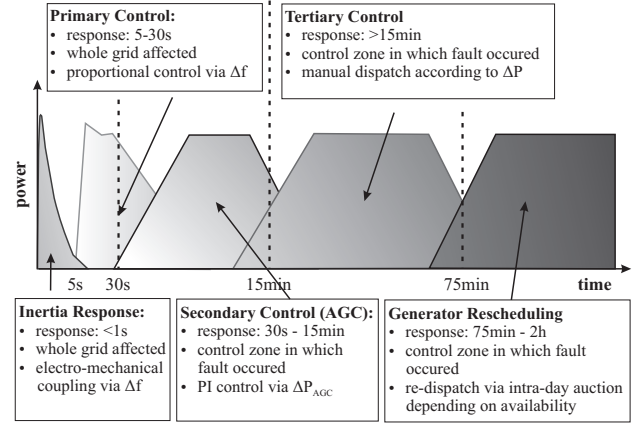 Primary Control:
• response: 5-30s
• whole grid affected
• proportional control via Δf
Tertiary Control
• response: >15min
• control zone in which fault occured
• manual dispatch according to ΔP
power
5s
30s
15min
75min
time
Inertia Response:
• response: <1s
• whole grid affected
• electro-mechanical
coupling via Δf
Secondary Control (AGC):
• response: 30s - 15min
• control zone in which
fault occured
• PI control via ΔP_AGC
Generator Rescheduling
• response: 75min - 2h
• control zone in which fault
occured
• re-dispatch via intra-day auction
depending on availability